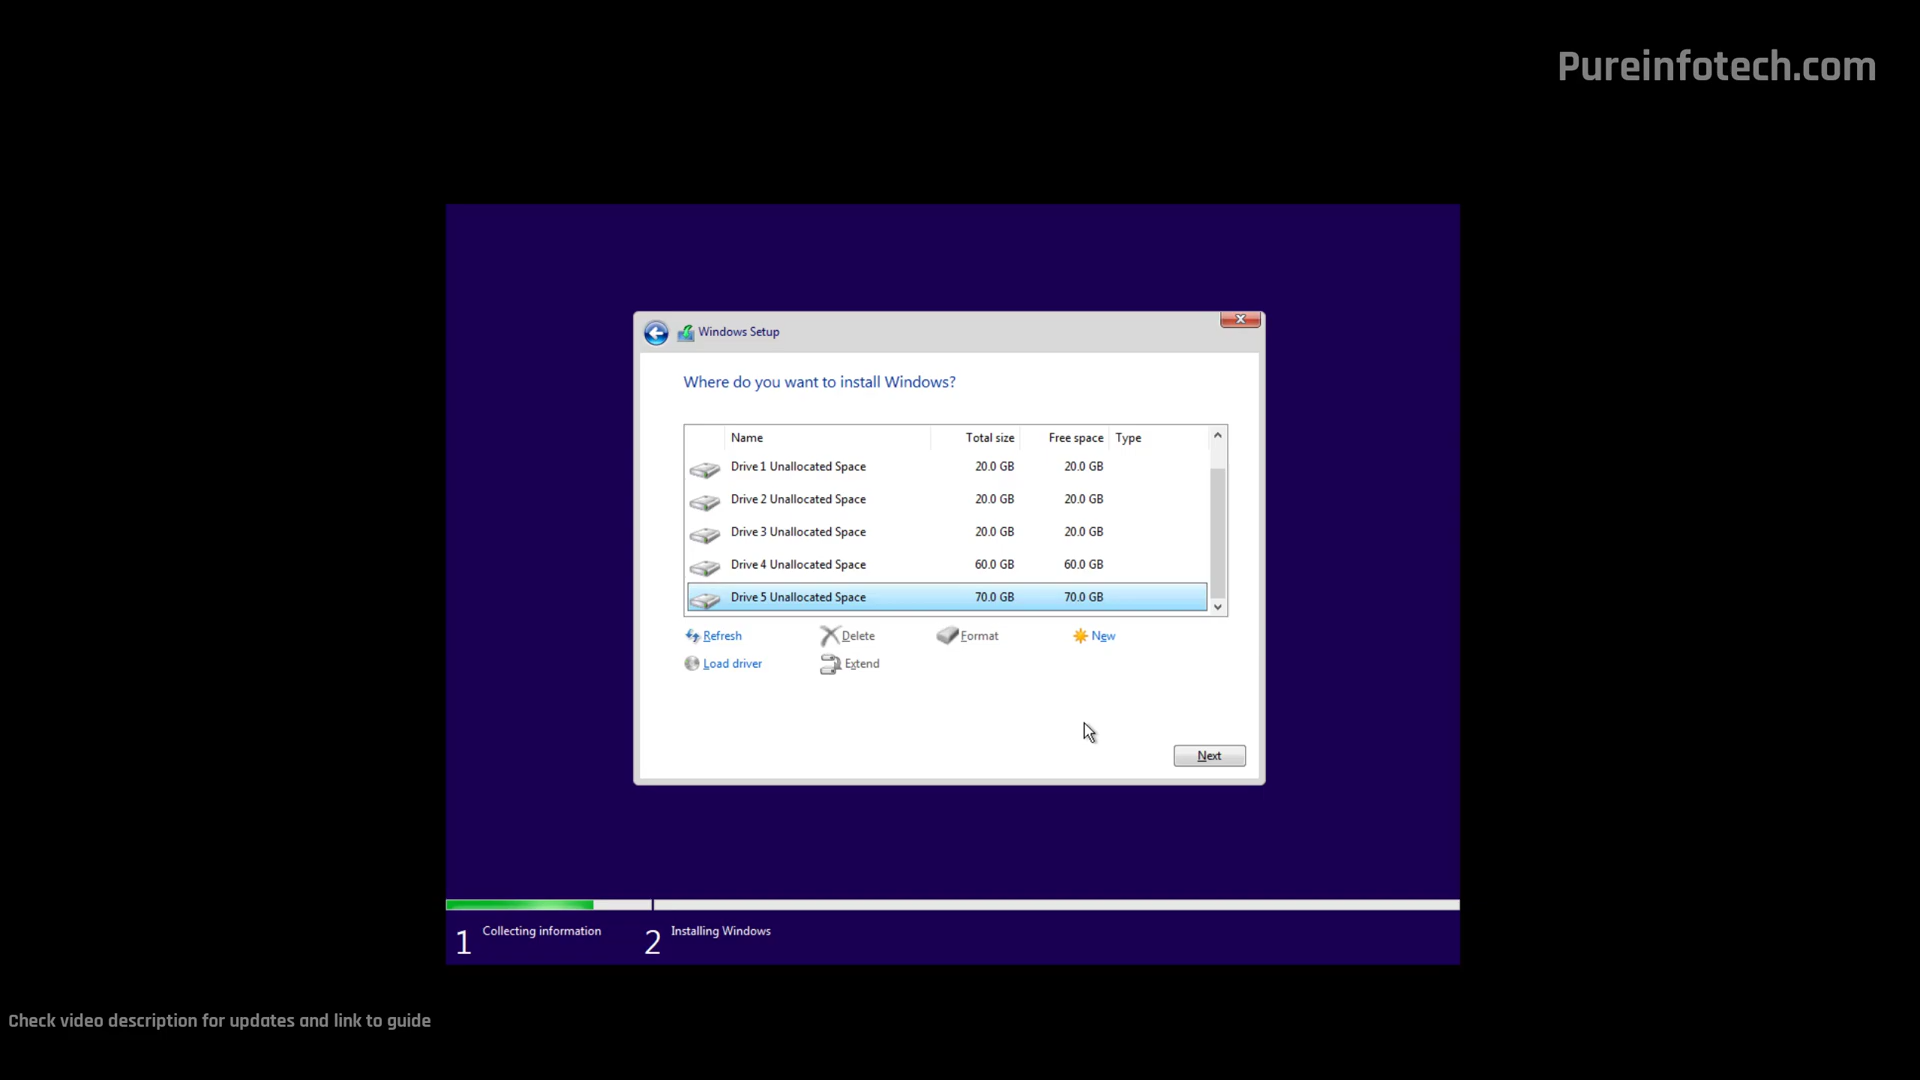 Pureinfotech.com
Windows Setup
Where do you want to install Windows?
Name Total size Free space Type
Drive 1 Unallocated Space 20.0 GB 20.0 GB
Drive 2 Unallocated Space 20.0 GB 20.0 GB
Drive 3 Unallocated Space 20.0 GB 20.0 GB
Drive 4 Unallocated Space 60.0 GB 60.0 GB
Drive 5 Unallocated Space 70.0 GB 70.0 GB
Refresh Delete Format New
Load driver Extend
Next
1 Collecting information 2 Installing Windows
Check video description for updates and link to guide